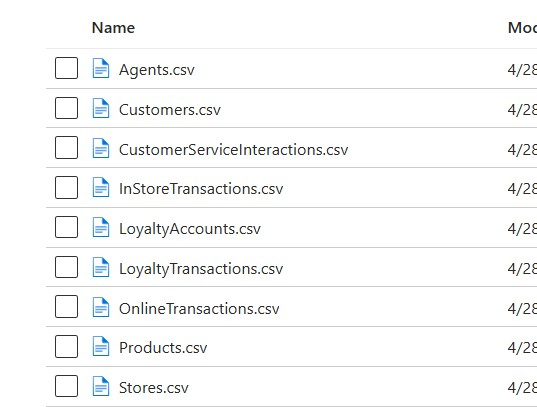 Name Mod
Agents.csv 4/28
Customers.csv 4/28
CustomerServiceInteractions.csv 4/28
InStoreTransactions.csv 4/28
LoyaltyAccounts.csv 4/28
LoyaltyTransactions.csv 4/28
OnlineTransactions.csv 4/28
Products.csv 4/28
Stores.csv 4/28